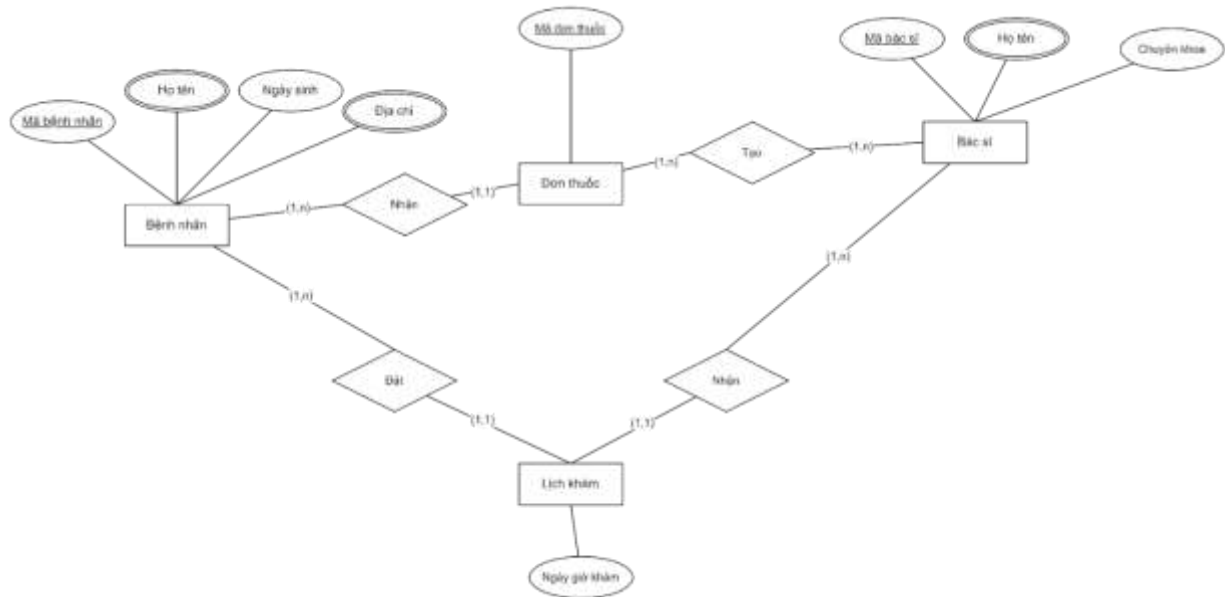 Mã đơn thuốc
Mã bác sĩ
Họ tên
Chuyên khoa
Họ tên
Ngày sinh
Địa chỉ
Mã bệnh nhân
Bác sĩ
Tạo
(1,n)
(1,n)
Đơn thuốc
(1,1)
Nhận
(1,n)
Bệnh nhân
(1,n)
(1,n)
Đặt
Nhận
(1,1)
(1,1)
Lịch khám
Ngày giờ khám